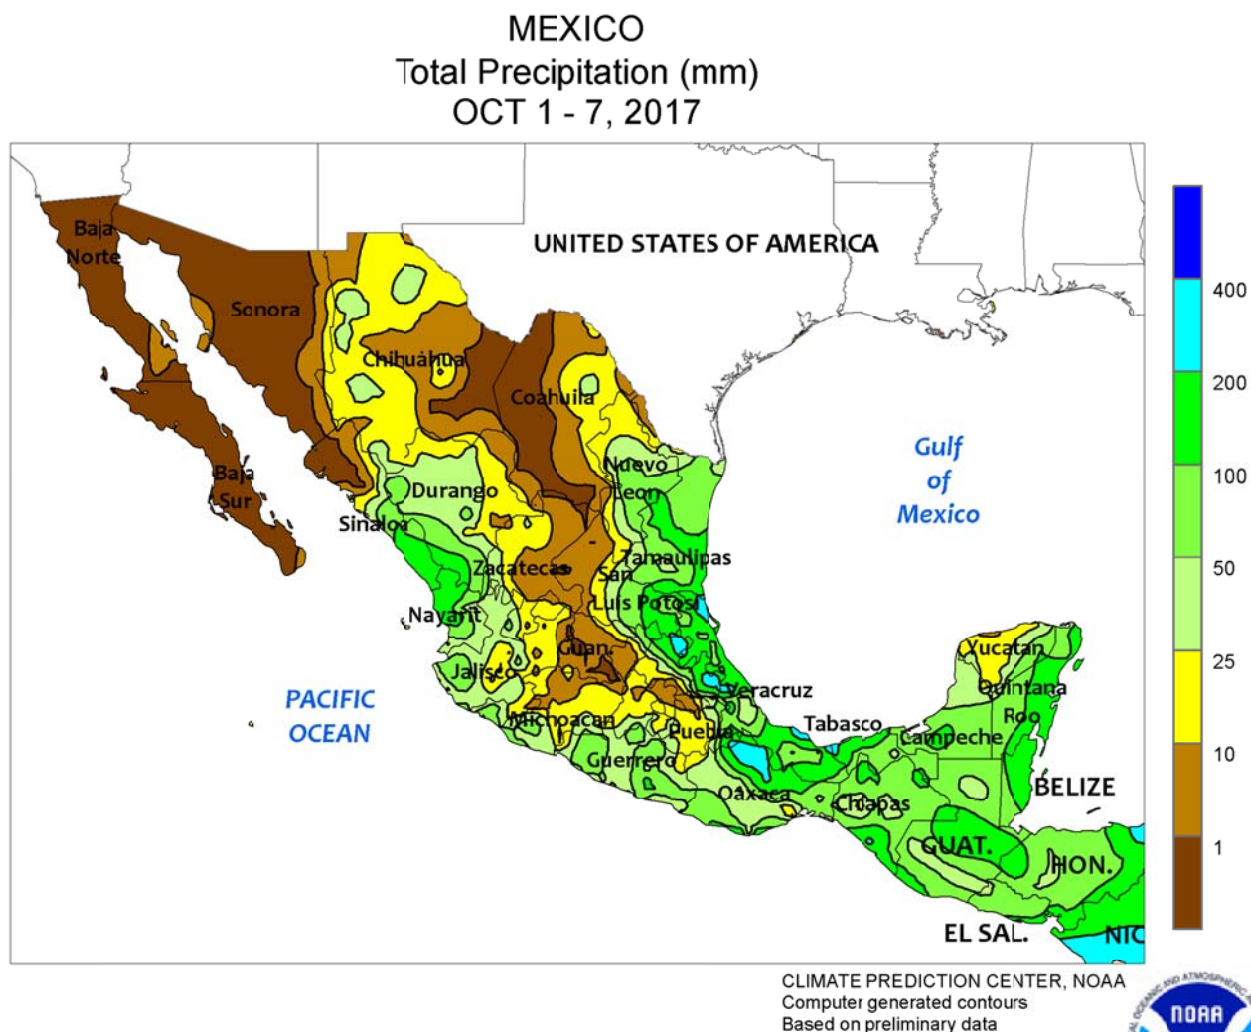 MEXICO
Total Precipitation (mm)
OCT 1 - 7, 2017
UNITED STATES OF AMERICA
Baja
Norte
Sonora
Chihuahua
Coahuila
Gulf
of
Mexico
Baja
Sur
Durango
Nuevo
Leon
Sinaloa
Zacatecas
San
Tamaulipas
Luis Potosi
Nayarit
Guan.
Jalisco
PACIFIC
OCEAN
Michoacan
Puebla
Veracruz
Tabasco
Yucatan
Quintana
Roo
Campeche
Guerrero
Oaxaca
Chiapas
BELIZE
GUAT.
HON.
EL SAL.
NIC
400
200
100
50
25
10
1
CLIMATE PREDICTION CENTER, NOAA
Computer generated contours
Based on preliminary data
OCEANIC AND ATMOSPHERIC
NOAA